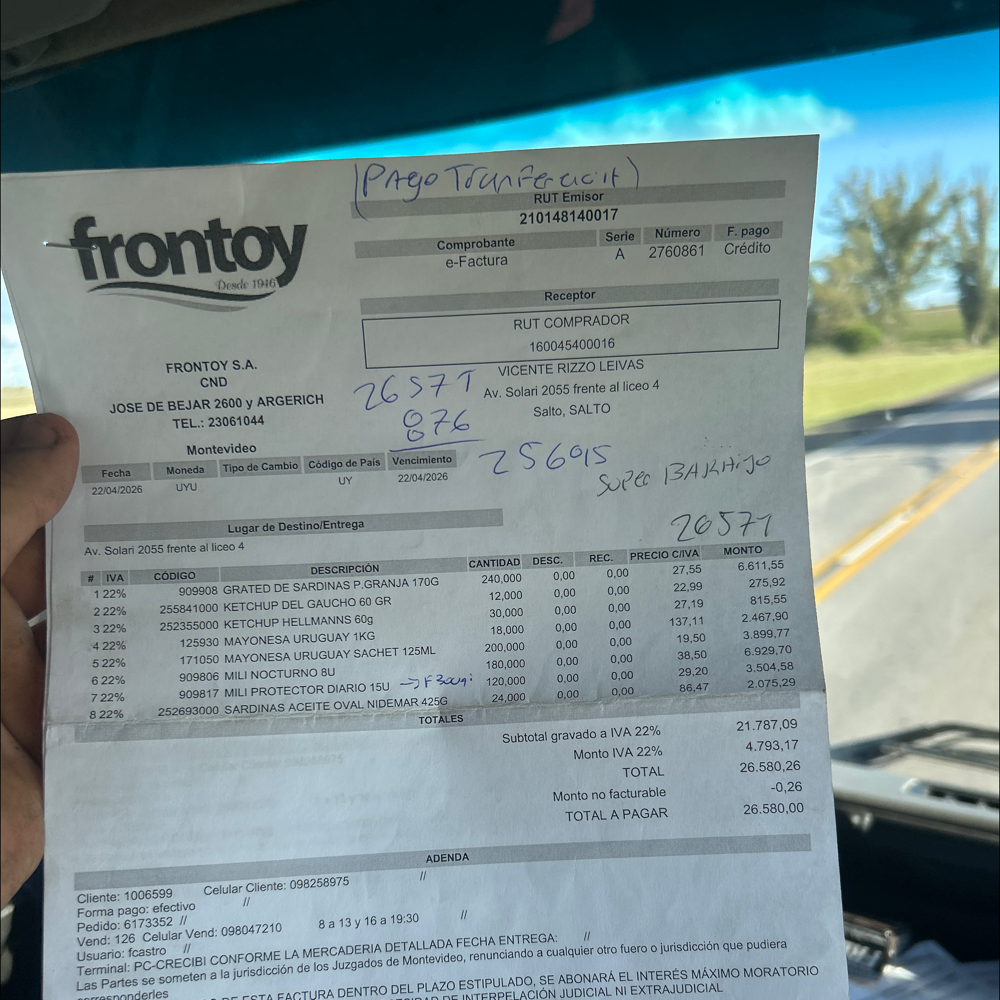 (Pago Tranferencia)
RUT Emisor
210148140017
Comprobante Serie Número F. pago
e-Factura A 2760861 Crédito
frontoy
Desde 1946
Receptor
RUT COMPRADOR
160045400016
FRONTOY S.A.
CND
JOSE DE BEJAR 2600 y ARGERICH
TEL.: 23061044
Montevideo
VICENTE RIZZO LEIVAS
Av. Solari 2055 frente al liceo 4
Salto, SALTO
26571
876
25695
Super
26571
Fecha Moneda Tipo de Cambio Código de País Vencimiento
22/04/2026 UYU UY 22/04/2026
Lugar de Destino/Entrega
Av. Solari 2055 frente al liceo 4
# IVA CÓDIGO DESCRIPCIÓN CANTIDAD DESC. REC. PRECIO C/IVA MONTO
1 22% 909908 GRATED DE SARDINAS P.GRANJA 170G 240,000 0,00 0,00 27,55 6.611,55
2 22% 255841000 KETCHUP DEL GAUCHO 60 GR 12,000 0,00 0,00 22,99 275,92
3 22% 252355000 KETCHUP HELLMANNS 60g 30,000 0,00 0,00 27,19 815,55
4 22% 125930 MAYONESA URUGUAY 1KG 18,000 0,00 0,00 137,11 2.467,90
5 22% 171050 MAYONESA URUGUAY SACHET 125ML 200,000 0,00 0,00 19,50 3.899,77
6 22% 909806 MILI NOCTURNO 8U 180,000 0,00 0,00 38,50 6.929,70
7 22% 909817 MILI PROTECTOR DIARIO 15U 120,000 0,00 0,00 29,20 3.504,58
8 22% 252693000 SARDINAS ACEITE OVAL NIDEMAR 425G 24,000 0,00 0,00 86,47 2.075,29
TOTALES
Subtotal gravado a IVA 22% 21.787,09
Monto IVA 22% 4.793,17
TOTAL 26.580,26
Monto no facturable -0,26
TOTAL A PAGAR 26.580,00
ADENDA
Cliente: 1006599 Celular Cliente: 098258975 //
Forma pago: efectivo //
Pedido: 6173352 //
Vend: 126 Celular Vend: 098047210 8 a 13 y 16 a 19:30 //
Usuario: fcastro //
Terminal: PC-CRECIBI CONFORME LA MERCADERIA DETALLADA FECHA ENTREGA: //
Las Partes se someten a la jurisdicción de los Juzgados de Montevideo, renunciando a cualquier otro fuero o jurisdicción que pudiera
corresponderles
DE ESTA FACTURA DENTRO DEL PLAZO ESTIPULADO, SE ABONARÁ EL INTERÉS MÁXIMO MORATORIO
DE INTERPELACIÓN JUDICIAL NI EXTRAJUDICIAL